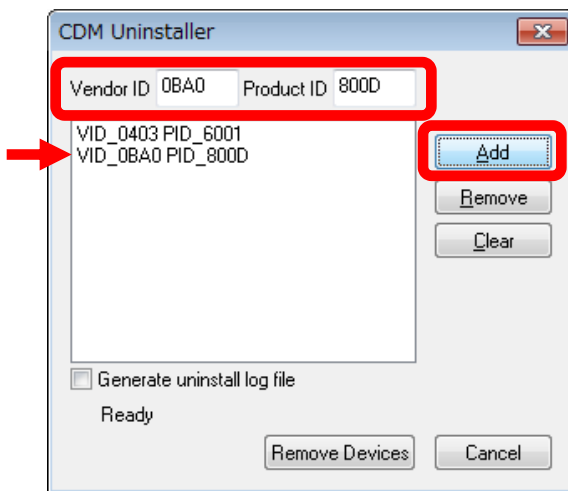 CDM Uninstaller
Vendor ID 0BA0 Product ID 800D
VID_0403 PID_6001
VID_0BA0 PID_800D
Add
Remove
Clear
Generate uninstall log file
Ready
Remove Devices Cancel